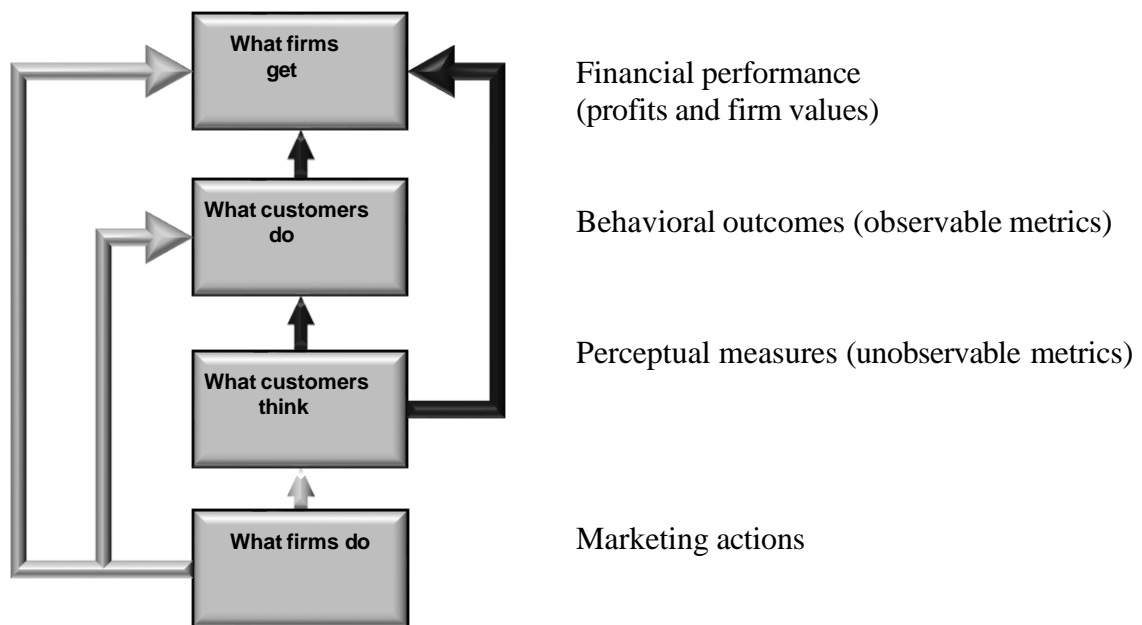 What firms
get
Financial performance
(profits and firm values)
What customers
do
Behavioral outcomes (observable metrics)
What customers
think
Perceptual measures (unobservable metrics)
What firms do
Marketing actions